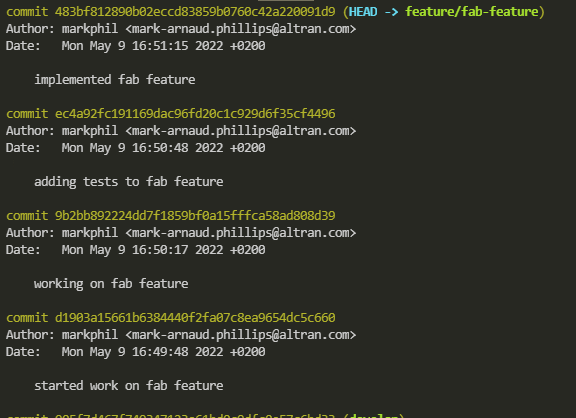 commit 483bf812890b02eccd83859b0760c42a220091d9 (HEAD -> feature/fab-feature)
Author: markphil <mark-arnaud.phillips@altran.com>
Date:   Mon May 9 16:51:15 2022 +0200
implemented fab feature
commit ec4a92fc191169dac96fd20c1c929d6f35cf4496
Author: markphil <mark-arnaud.phillips@altran.com>
Date:   Mon May 9 16:50:48 2022 +0200
adding tests to fab feature
commit 9b2bb892224dd7f1859bf0a15fffca58ad808d39
Author: markphil <mark-arnaud.phillips@altran.com>
Date:   Mon May 9 16:50:17 2022 +0200
working on fab feature
commit d1903a15661b6384440f2fa07c8ea9654dc5c660
Author: markphil <mark-arnaud.phillips@altran.com>
Date:   Mon May 9 16:49:48 2022 +0200
started work on fab feature